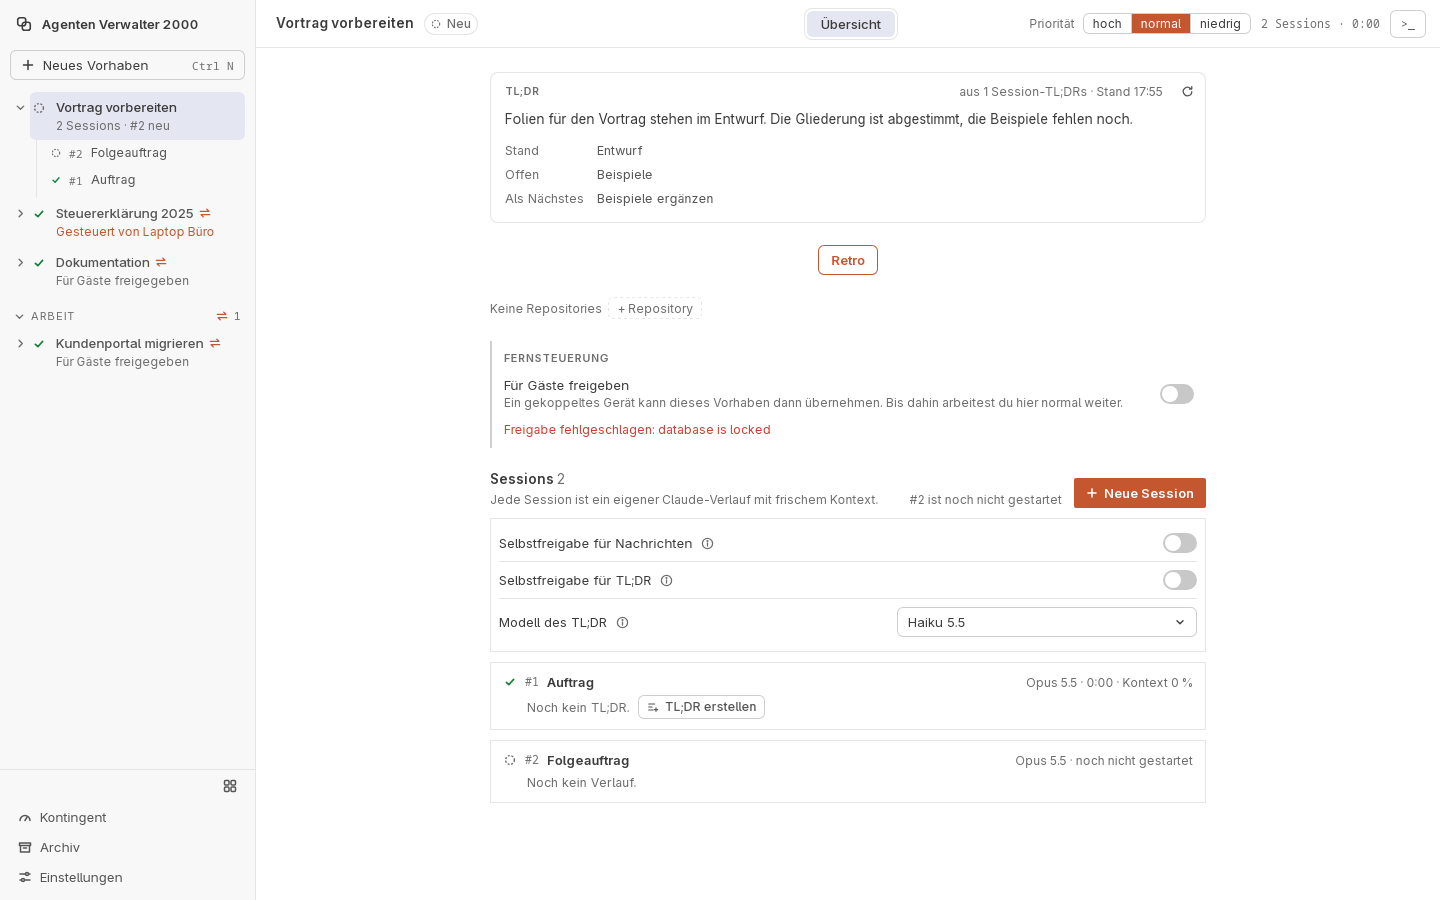 Agenten Verwalter 2000
Neues Vorhaben Ctrl N
Vortrag vorbereiten
2 Sessions · #2 neu
#2 Folgeauftrag
#1 Auftrag
Steuererklärung 2025
Gesteuert von Laptop Büro
Dokumentation
Für Gäste freigegeben
ARBEIT 1
Kundenportal migrieren
Für Gäste freigegeben
Kontingent
Archiv
Einstellungen
Vortrag vorbereiten Neu Übersicht Priorität hoch normal niedrig 2 Sessions · 0:00 >_
TL;DR aus 1 Session-TL;DRs · Stand 17:55
Folien für den Vortrag stehen im Entwurf. Die Gliederung ist abgestimmt, die Beispiele fehlen noch.
Stand Entwurf
Offen Beispiele
Als Nächstes Beispiele ergänzen
Retro
Keine Repositories + Repository
FERNSTEUERUNG
Für Gäste freigeben
Ein gekoppeltes Gerät kann dieses Vorhaben dann übernehmen. Bis dahin arbeitest du hier normal weiter.
Freigabe fehlgeschlagen: database is locked
Sessions 2
Jede Session ist ein eigener Claude-Verlauf mit frischem Kontext. #2 ist noch nicht gestartet + Neue Session
Selbstfreigabe für Nachrichten
Selbstfreigabe für TL;DR
Modell des TL;DR Haiku 5.5
#1 Auftrag Opus 5.5 · 0:00 · Kontext 0 %
Noch kein TL;DR. TL;DR erstellen
#2 Folgeauftrag Opus 5.5 · noch nicht gestartet
Noch kein Verlauf.